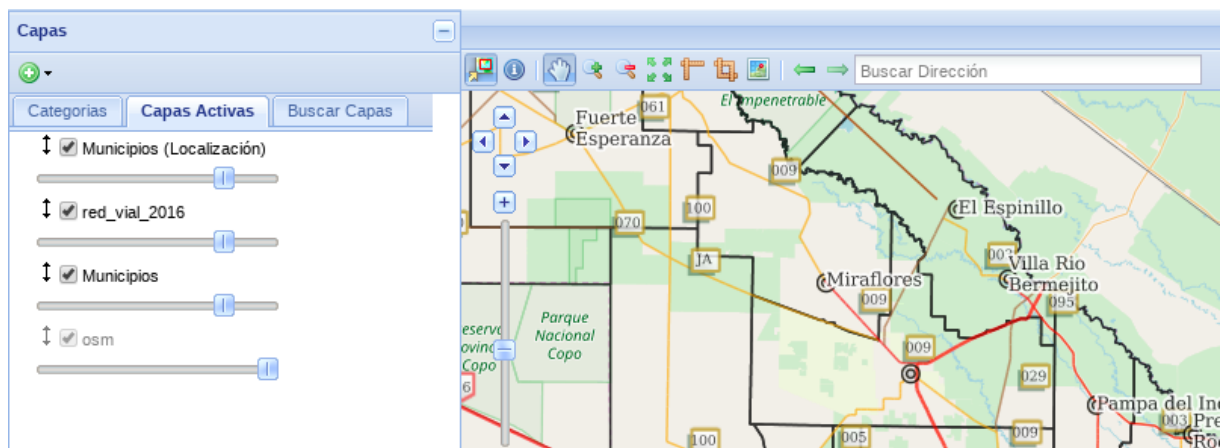 Capas
Categorias
Capas Activas
Buscar Capas
Municipios (Localización)
red_vial_2016
Municipios
osm
Buscar Dirección
061
El Impenetrable
Fuerte
Esperanza
009
100
070
El Espinillo
JA
Villa Rio
Bermejito
Miraflores
009
095
Parque
Nacional
Copo
Copo
009
029
6
Pampa del
003
100
005
009